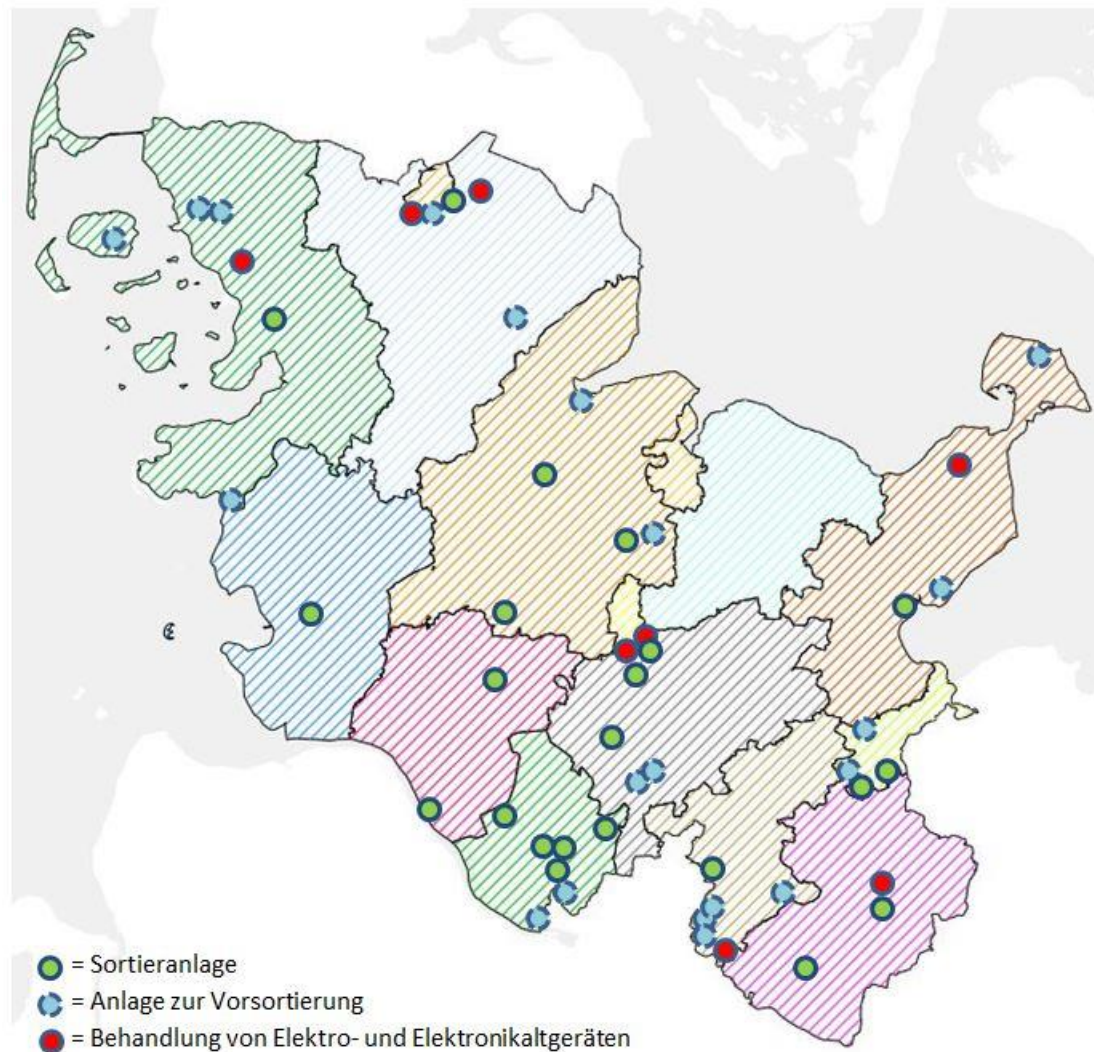 = Sortieranlage
= Anlage zur Vorsortierung
= Behandlung von Elektro- und Elektronikaltgeräten